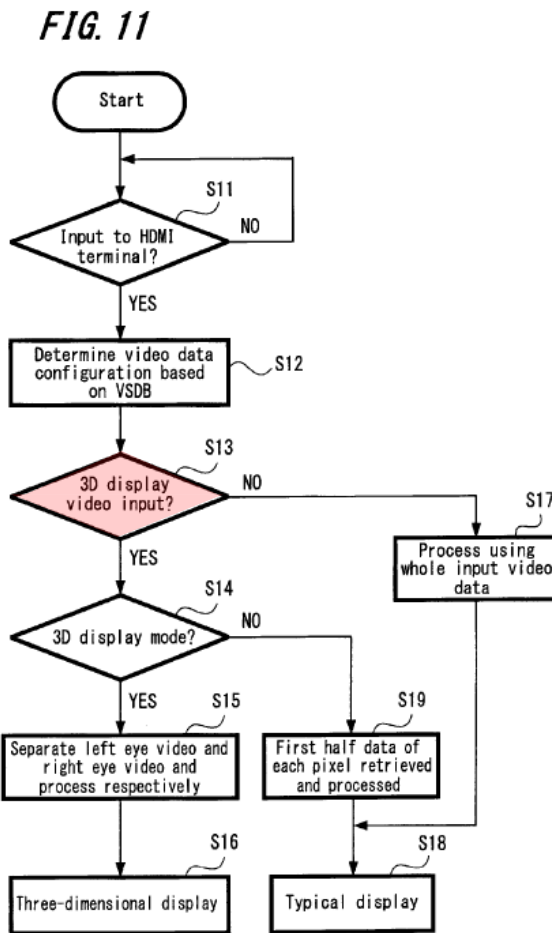 FIG. 11
Start
S11
Input to HDMI
terminal?
NO
YES
Determine video data
configuration based
on VSDB
S12
S13
3D display
video input?
NO
YES
S17
Process using
whole input video
data
S14
3D display mode?
NO
YES
S15
Separate left eye video and
right eye video and
process respectively
S19
First half data of
each pixel retrieved
and processed
S16
Three-dimensional display
S18
Typical display